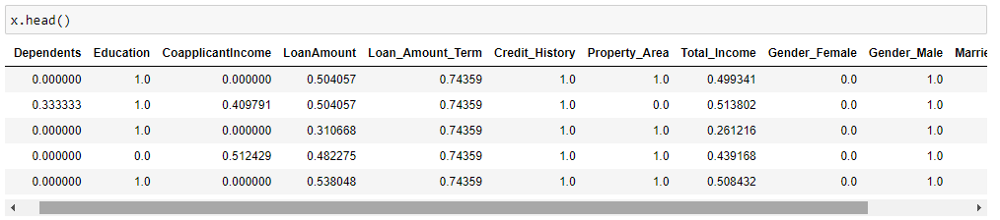 x.head()
Dependents Education CoapplicantIncome LoanAmount Loan_Amount_Term Credit_History Property_Area Total_Income Gender_Female Gender_Male Marrie
0.000000 1.0 0.000000 0.504057 0.74359 1.0 1.0 0.499341 0.0 1.0
0.333333 1.0 0.409791 0.504057 0.74359 1.0 0.0 0.513802 0.0 1.0
0.000000 1.0 0.000000 0.310668 0.74359 1.0 1.0 0.261216 0.0 1.0
0.000000 0.0 0.512429 0.482275 0.74359 1.0 1.0 0.439168 0.0 1.0
0.000000 1.0 0.000000 0.538048 0.74359 1.0 1.0 0.508432 0.0 1.0